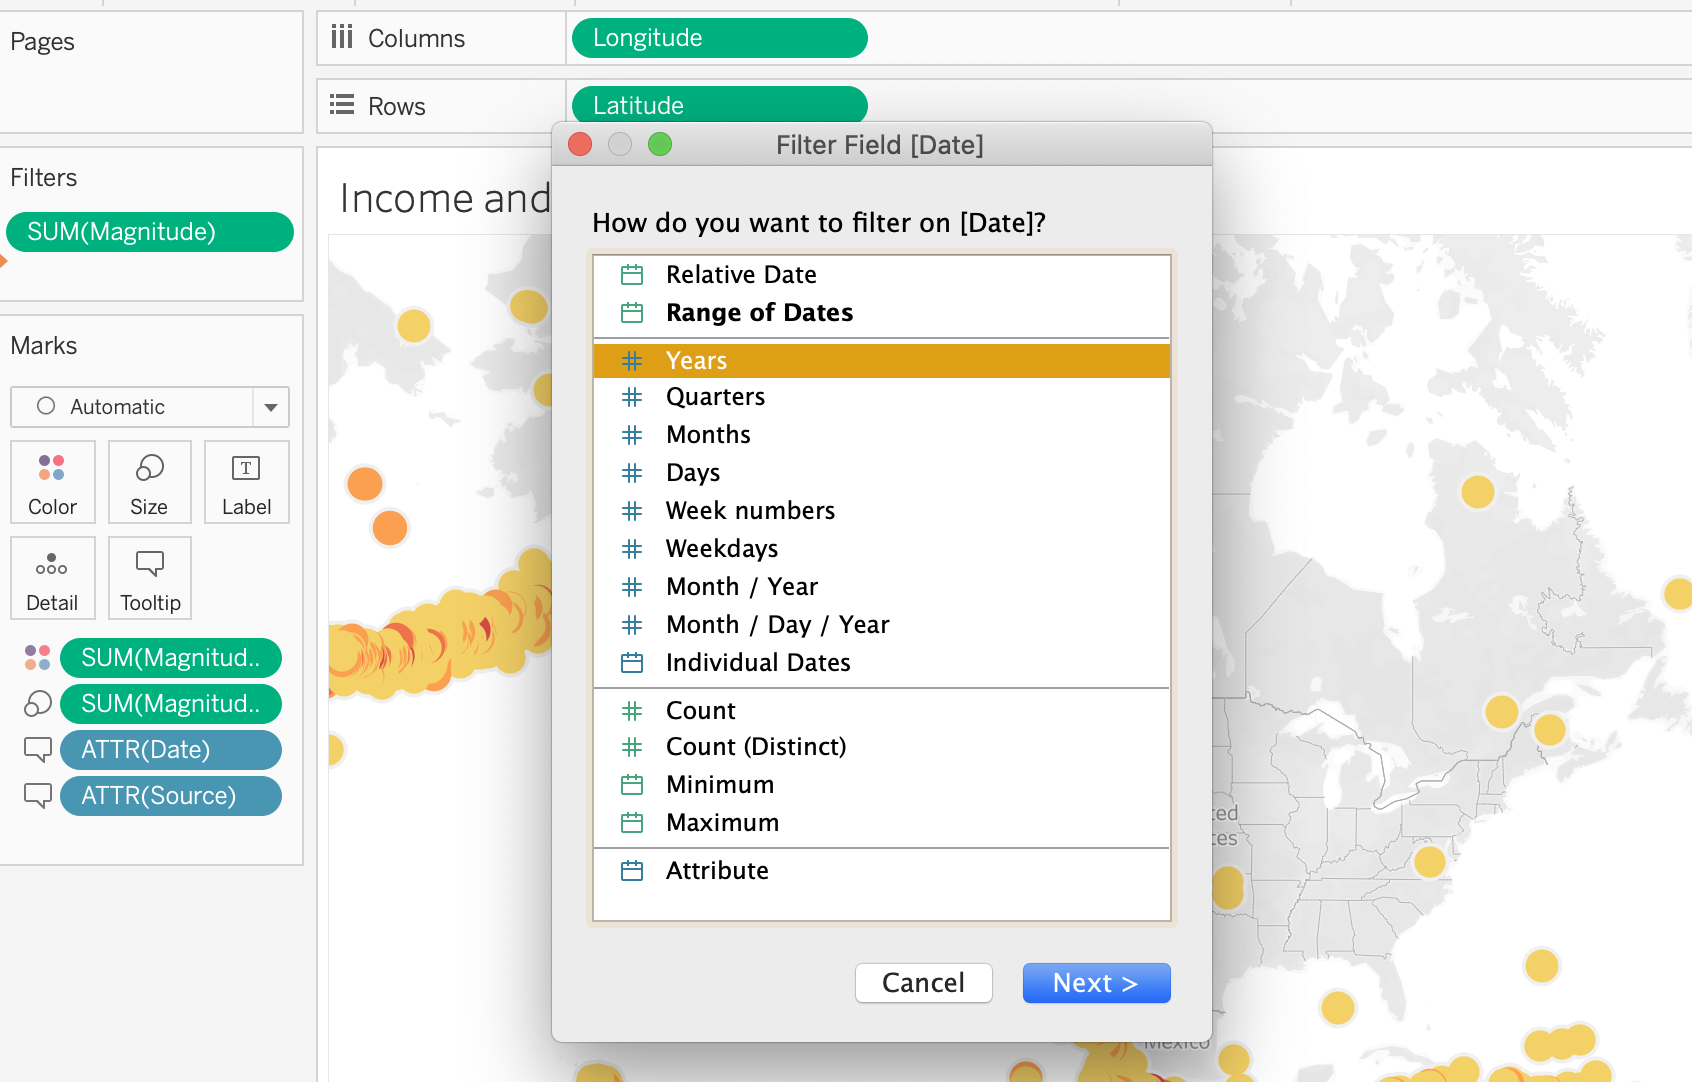 Pages
Columns
Longitude
Rows
Latitude
Filters
SUM(Magnitude)
Income and
Marks
Automatic
Color
Size
T
Label
Detail
Tooltip
SUM(Magnitud..
SUM(Magnitud..
ATTR(Date)
ATTR(Source)
Filter Field [Date]
How do you want to filter on [Date]?
Relative Date
Range of Dates
Years
Quarters
Months
Days
Week numbers
Weekdays
Month / Year
Month / Day / Year
Individual Dates
Count
Count (Distinct)
Minimum
Maximum
Attribute
Cancel
Next >
Mexico